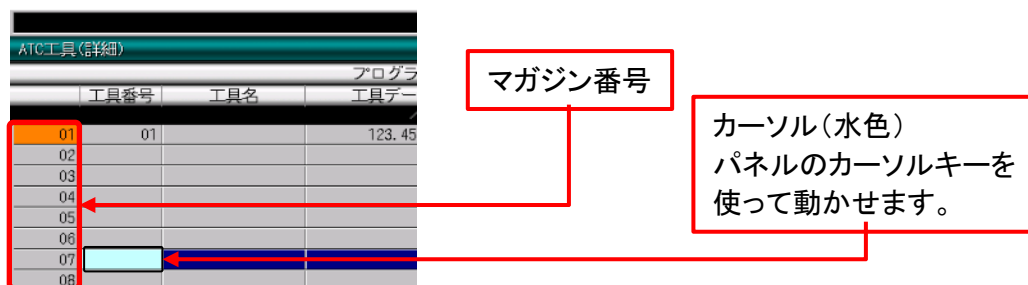 ATC工具(詳細)
プログラ
工具番号 工具名 工具デー
01 01 123.45
02
03
04
05
06
07
08
マガジン番号
カーソル(水色)
パネルのカーソルキーを
使って動かせます。